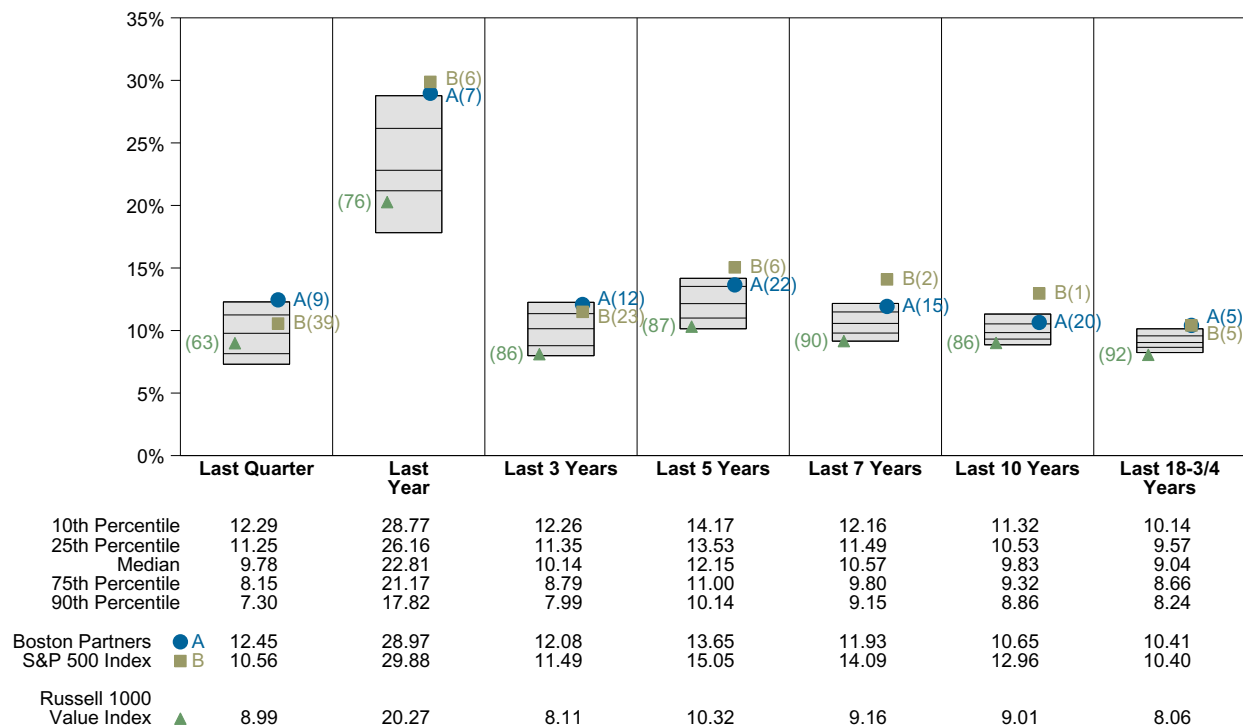 35%
30%
25%
20%
15%
10%
5%
0%
(63)
A(9)
B(39)
(76)
B(6)
A(7)
(86)
A(12)
B(23)
(87)
B(6)
A(22)
(90)
B(2)
A(15)
(86)
B(1)
A(20)
(92)
A(5)
B(5)
Last Quarter Last Last 3 Years Last 5 Years Last 7 Years Last 10 Years Last 18-3/4
Year Years
10th Percentile 12.29 28.77 12.26 14.17 12.16 11.32 10.14
25th Percentile 11.25 26.16 11.35 13.53 11.49 10.53 9.57
Median 9.78 22.81 10.14 12.15 10.57 9.83 9.04
75th Percentile 8.15 21.17 8.79 11.00 9.80 9.32 8.66
90th Percentile 7.30 17.82 7.99 10.14 9.15 8.86 8.24
Boston Partners A 12.45 28.97 12.08 13.65 11.93 10.65 10.41
S&P 500 Index B 10.56 29.88 11.49 15.05 14.09 12.96 10.40
Russell 1000
Value Index 8.99 20.27 8.11 10.32 9.16 9.01 8.06